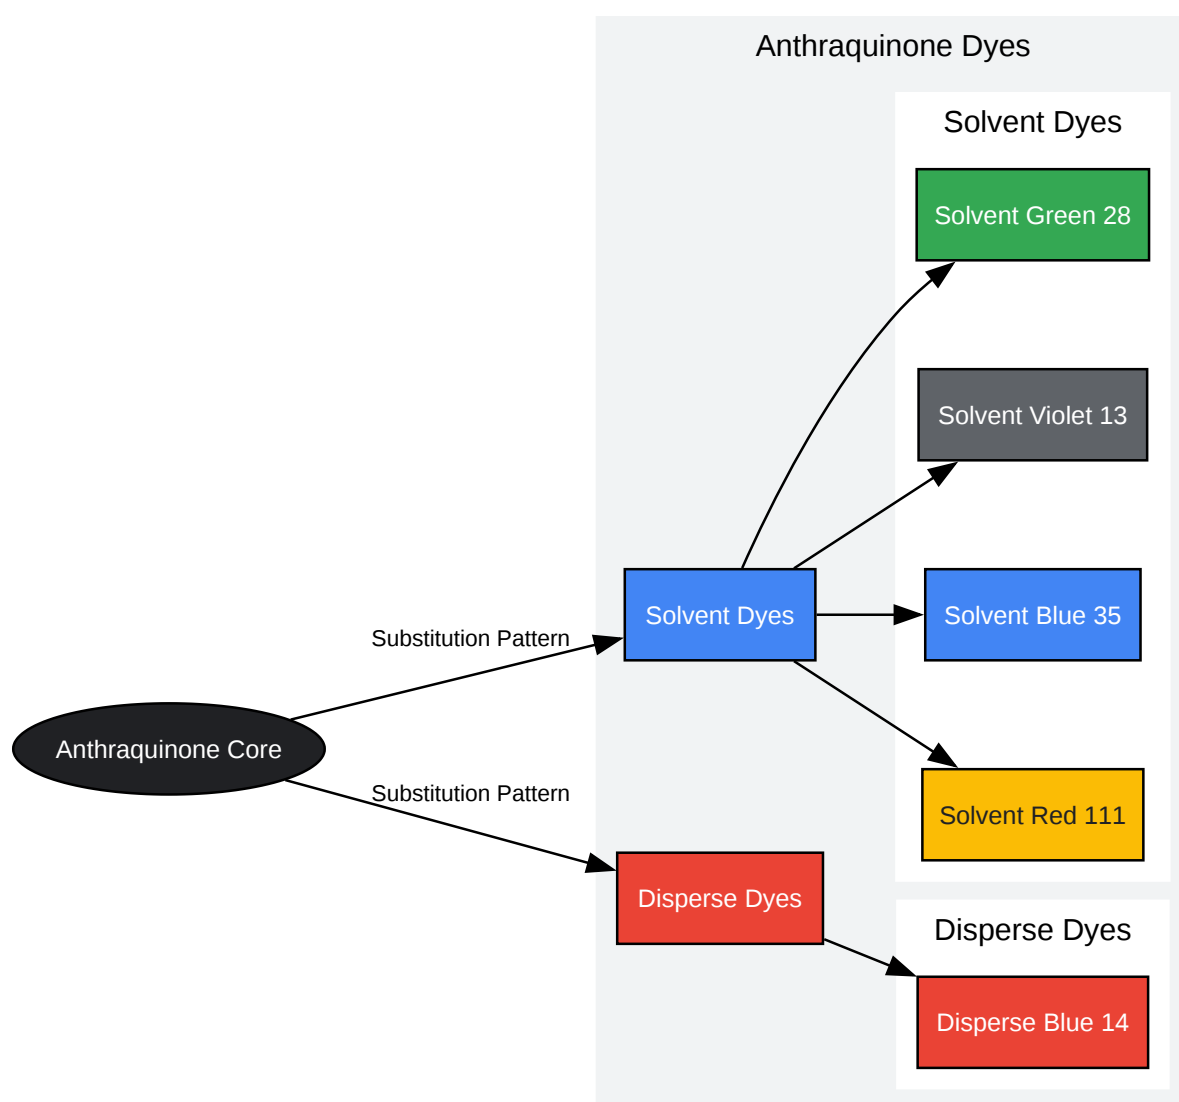 Anthraquinone Dyes
Solvent Dyes
Solvent Green 28
Solvent Violet 13
Solvent Dyes
Solvent Blue 35
Substitution Pattern
Anthraquinone Core
Substitution Pattern
Solvent Red 111
Disperse Dyes
Disperse Dyes
Disperse Blue 14